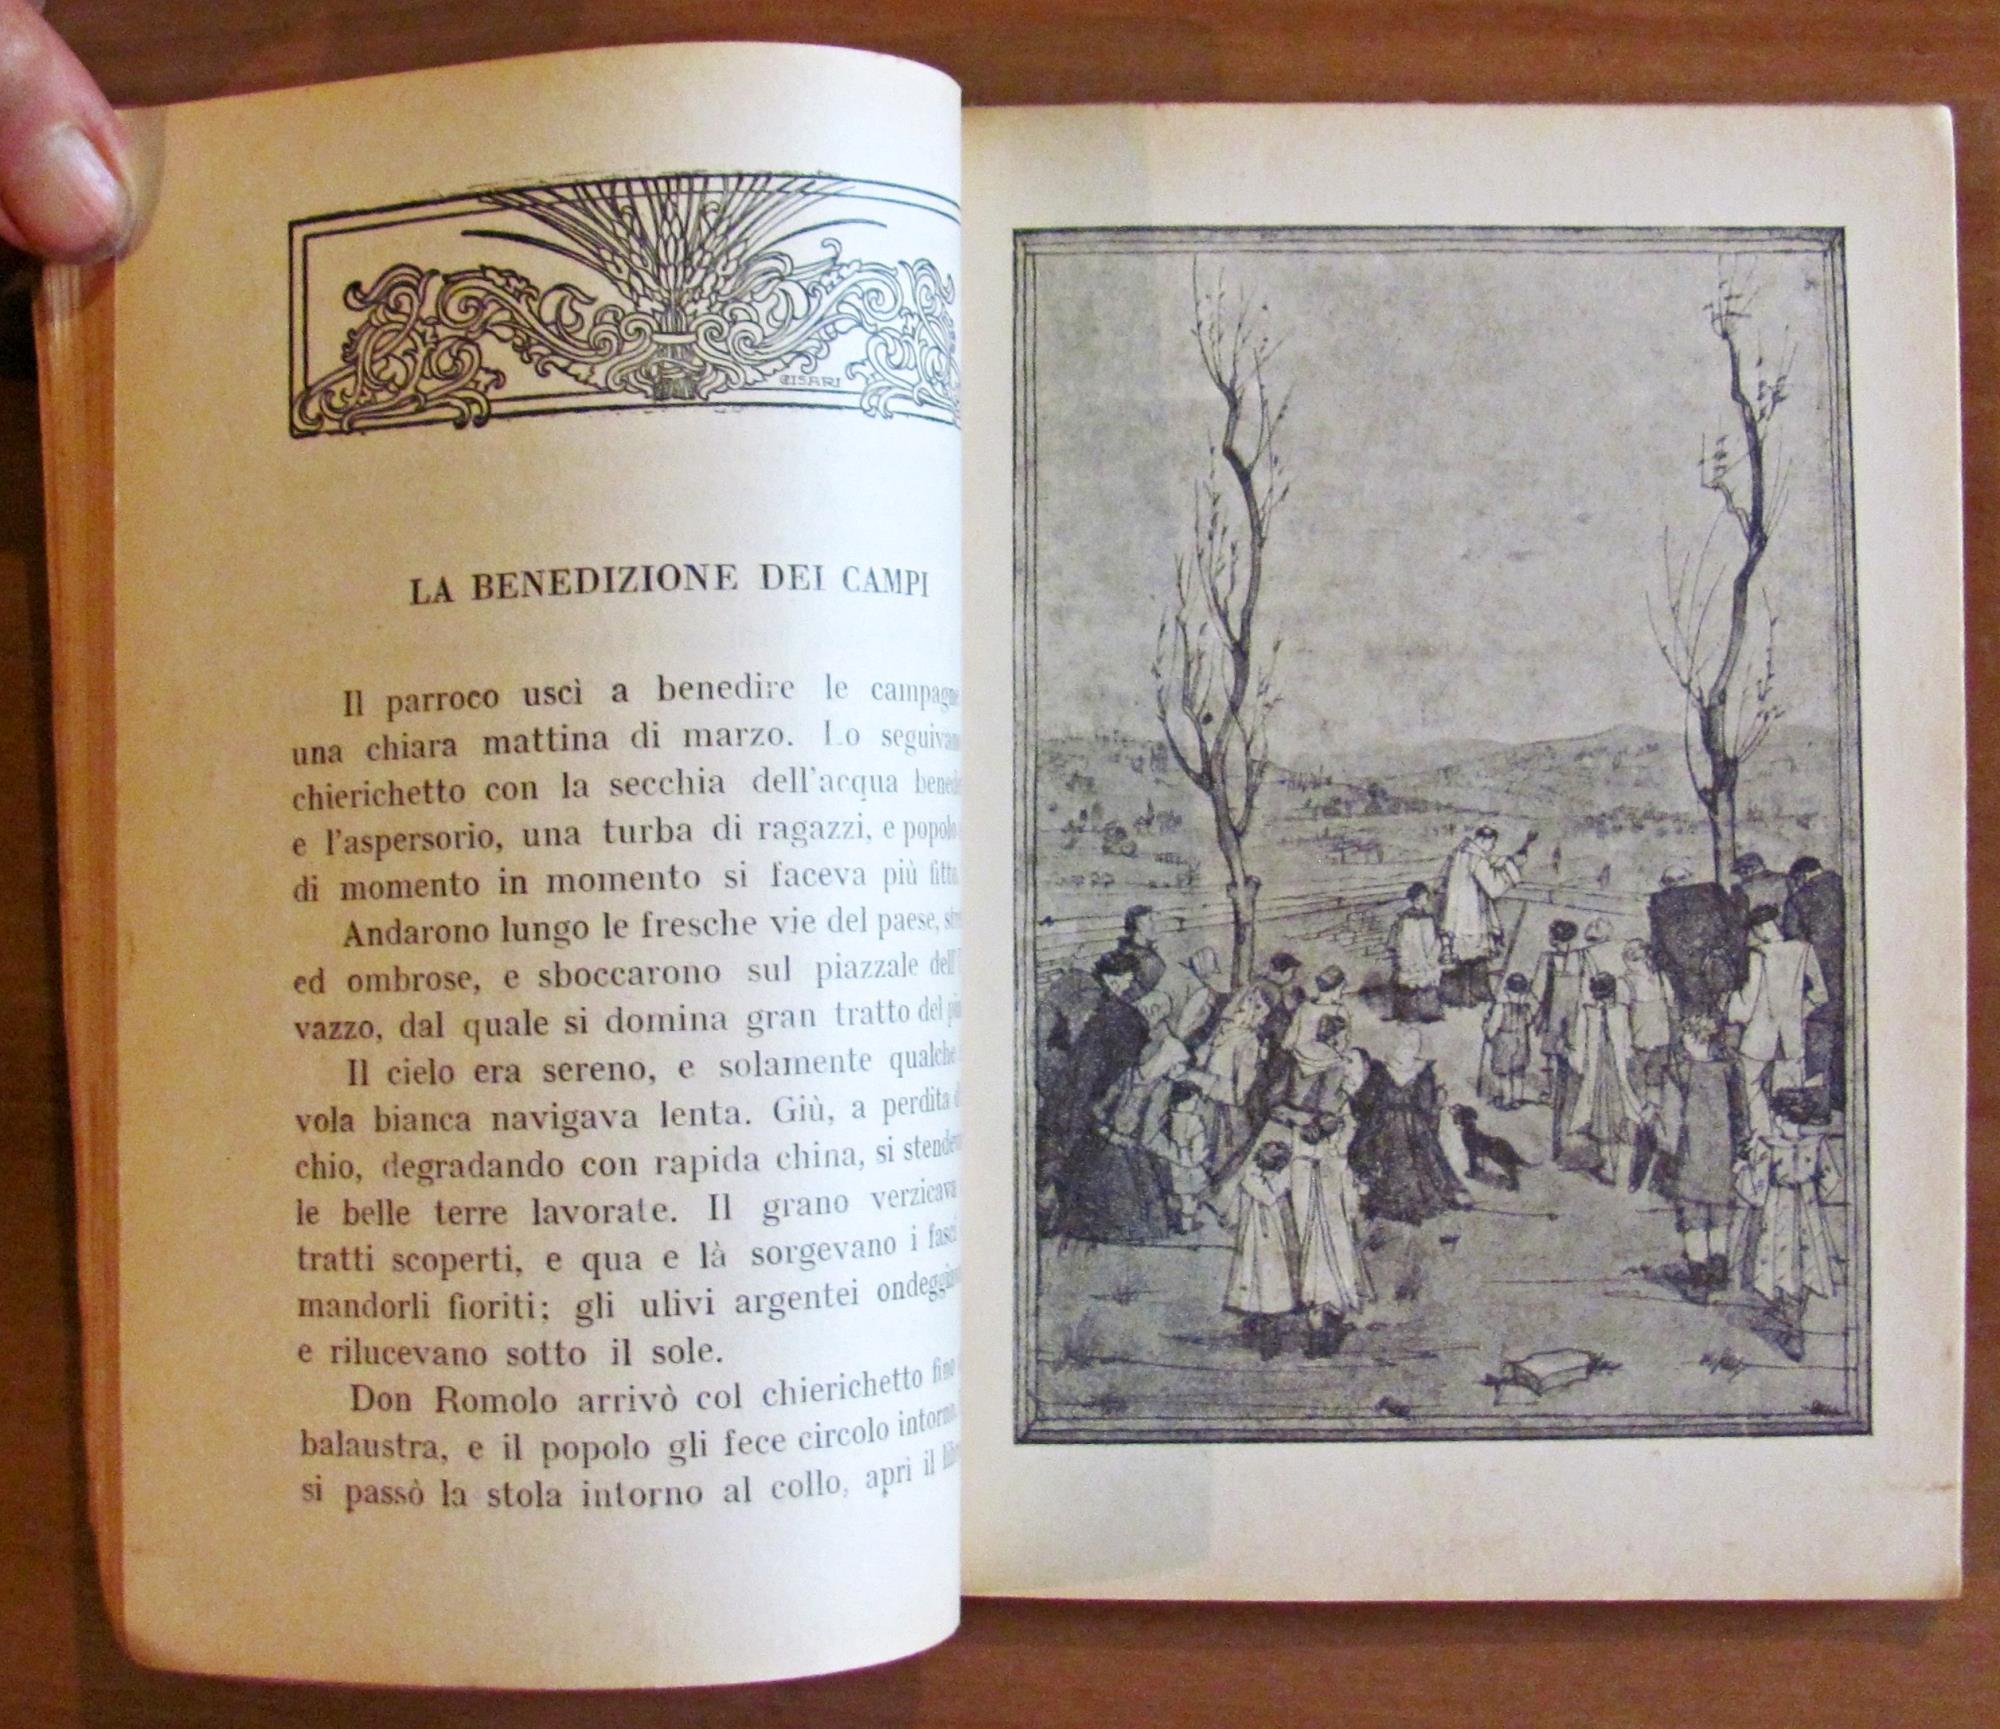 CISARI
LA BENEDIZIONE DEI CAMPI
Il parroco uscì a benedire le campagne
una chiara mattina di marzo. Lo
chierichetto con la secchia dell'acqua
e l'aspersorio, una turba di ragazzi, e popolo
di momento in momento si faceva più fitto.
Andarono lungo le fresche vie del paese,
ed ombrose, e sboccarono sul piazzale
vazzo, dal quale si domina gran tratto del
Il cielo era sereno, e solamente qualche
vola bianca navigava lenta. Giù, a perdita
chio, degradando con rapida china, si
le belle terre lavorate. Il grano verzicava
tratti scoperti, e qua e là sorgevano i
mandorli fioriti; gli ulivi argentei
e rilucevano sotto il sole.
Don Romolo arrivò col chierichetto fino
balaustra, e il popolo gli fece circolo intorno.
si passò la stola intorno al collo, aprì il